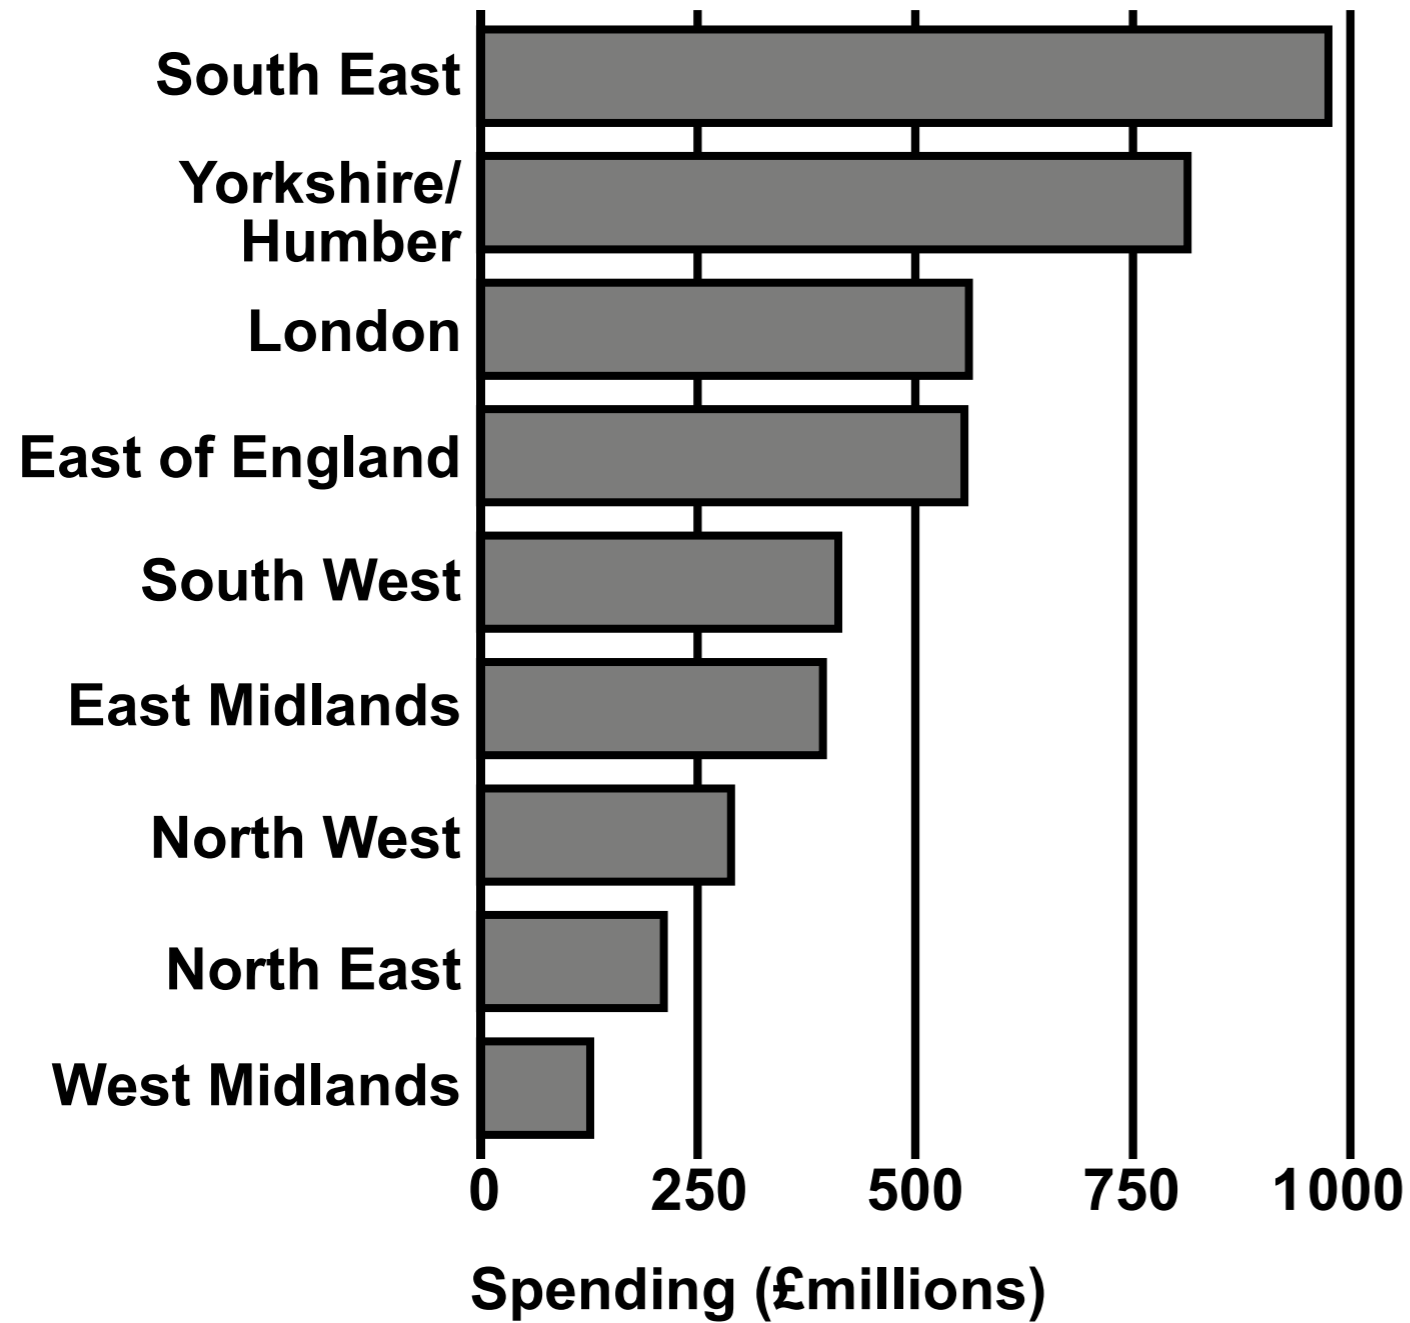 South East
Yorkshire/
Humber
London
East of England
South West
East Midlands
North West
North East
West Midlands
0 250 500 750 1000
Spending (£millions)